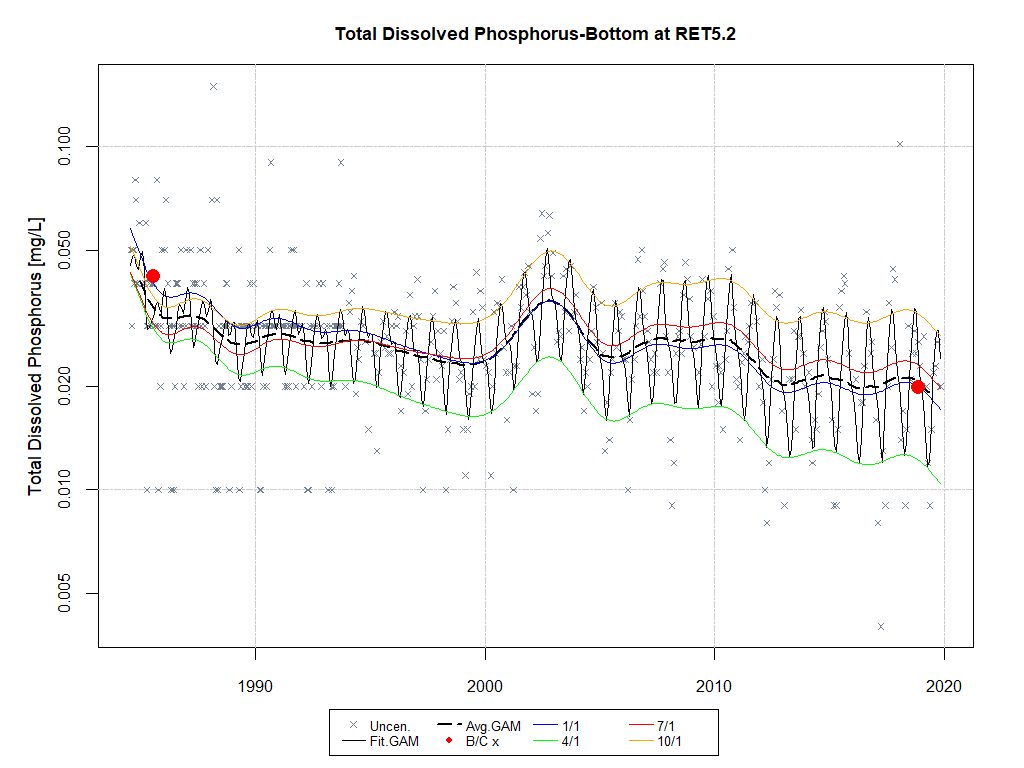 Total Dissolved Phosphorus-Bottom at RET5.2
Total Dissolved Phosphorus [mg/L]
0.100
0.050
0.020
0.010
0.005
1990 2000 2010 2020
Uncen. Avg.GAM 1/1 7/1
Fit.GAM B/C x 4/1 10/1